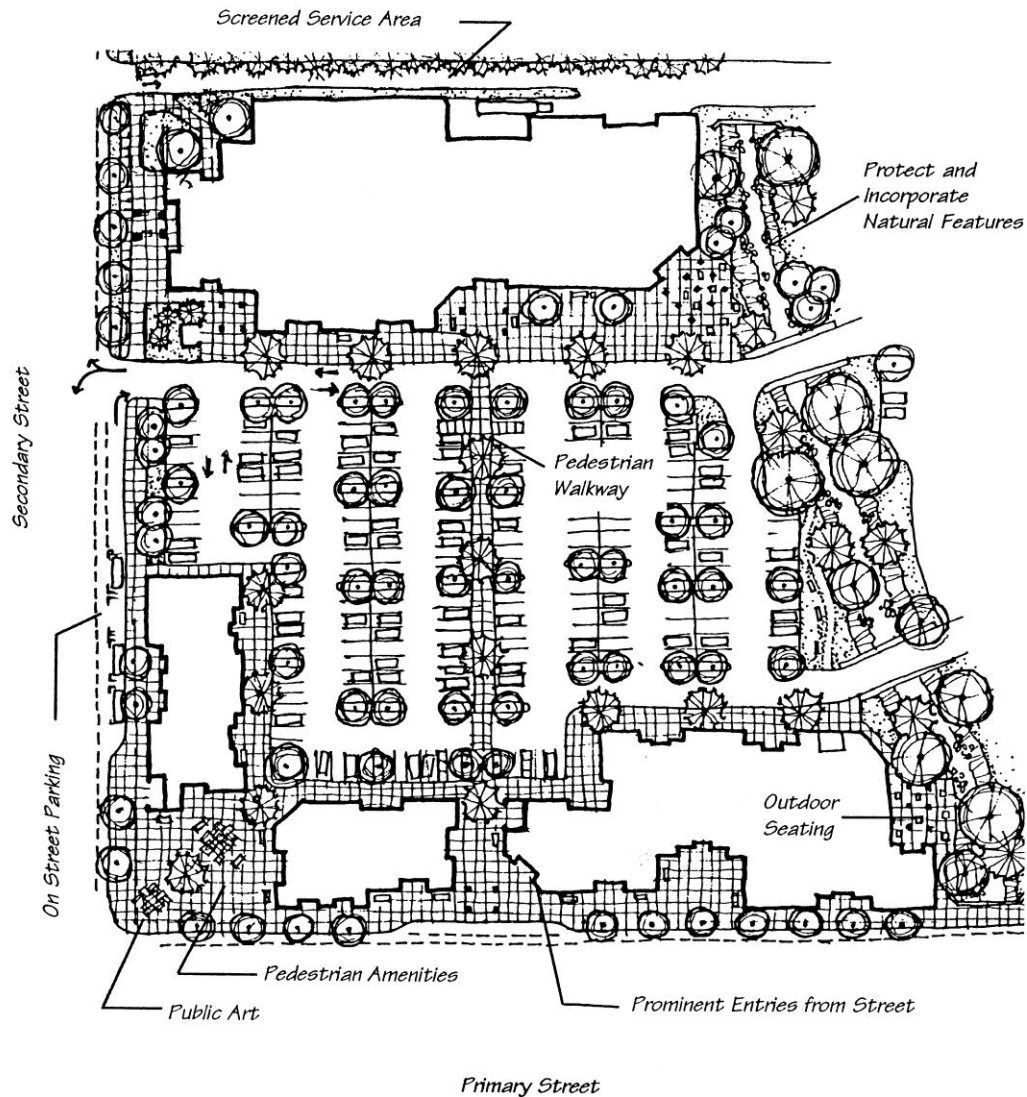 Screened Service Area
Protect and
Incorporate
Natural Features
Secondary Street
Pedestrian
Walkway
On Street Parking
Outdoor
Seating
Pedestrian Amenities
Public Art
Prominent Entries from Street
Primary Street